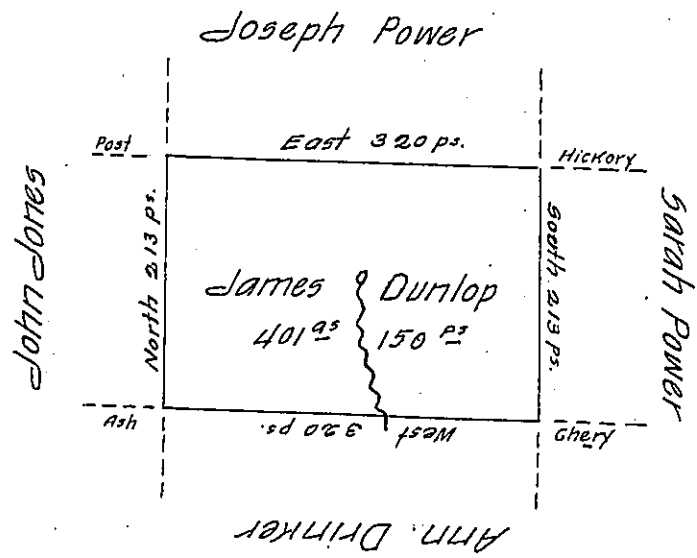 Joseph Power
East 320 ps.
Post
Hickory
John Jones
North 213 ps.
South 213 ps.
Sarah Power
James Dunlop
401 as 150 ps
Ash
West 320 ps.
Chery
Ann. Drinker